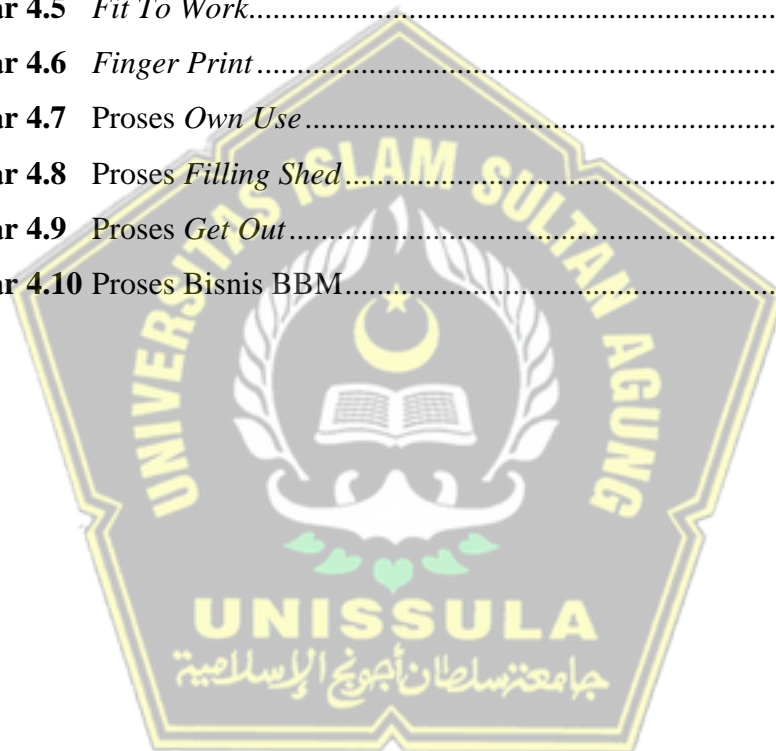 ar 4.5 Fit To Work
ar 4.6 Finger Print
ar 4.7 Proses Own Use
ar 4.8 Proses Filling Shed
ar 4.9 Proses Get Out
ar 4.10 Proses Bisnis BBM
UNIVERSITAS ISLAM SULTAN AGUNG
UNISSULA
جامعتنسلطان أجونج الإسلامية